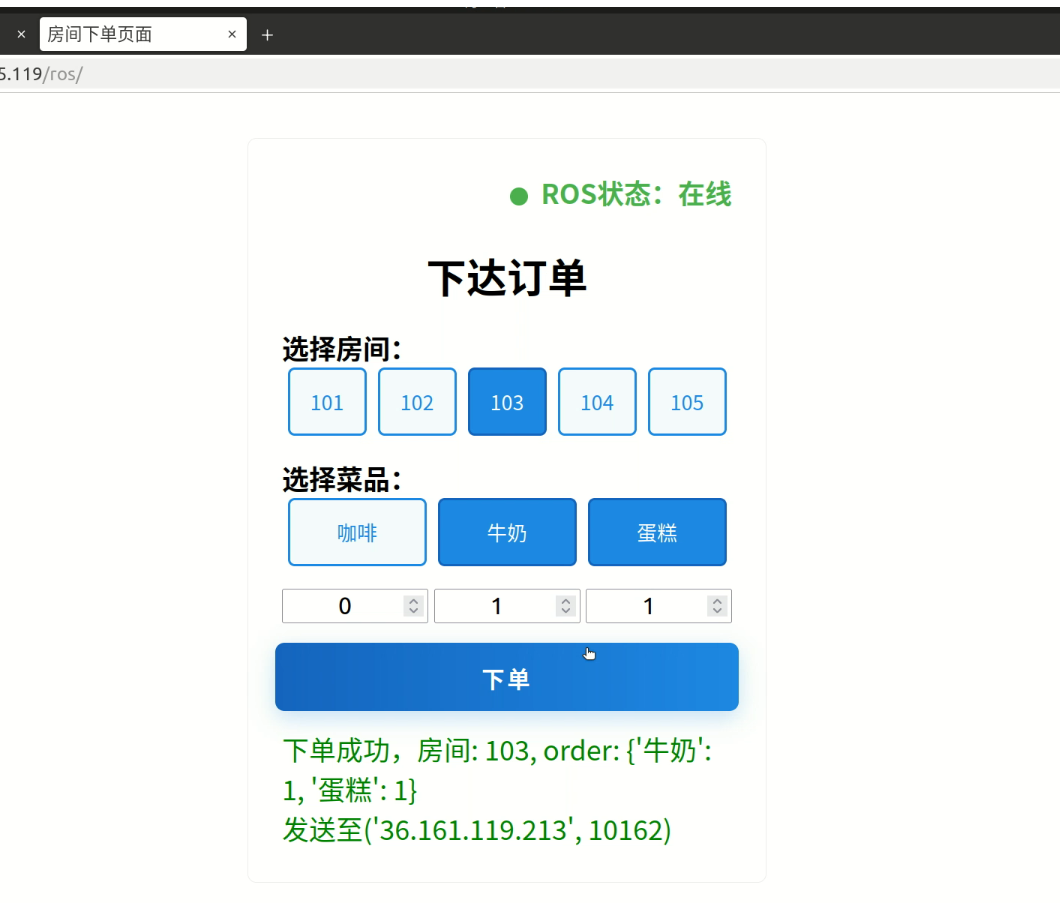 房间下单页面
5.119/ros/
ROS状态：在线
下达订单
选择房间：
101 102 103 104 105
选择菜品：
咖啡 牛奶 蛋糕
0 1 1
下单
下单成功，房间: 103, order: {'牛奶':
1, '蛋糕': 1}
发送至('36.161.119.213', 10162)